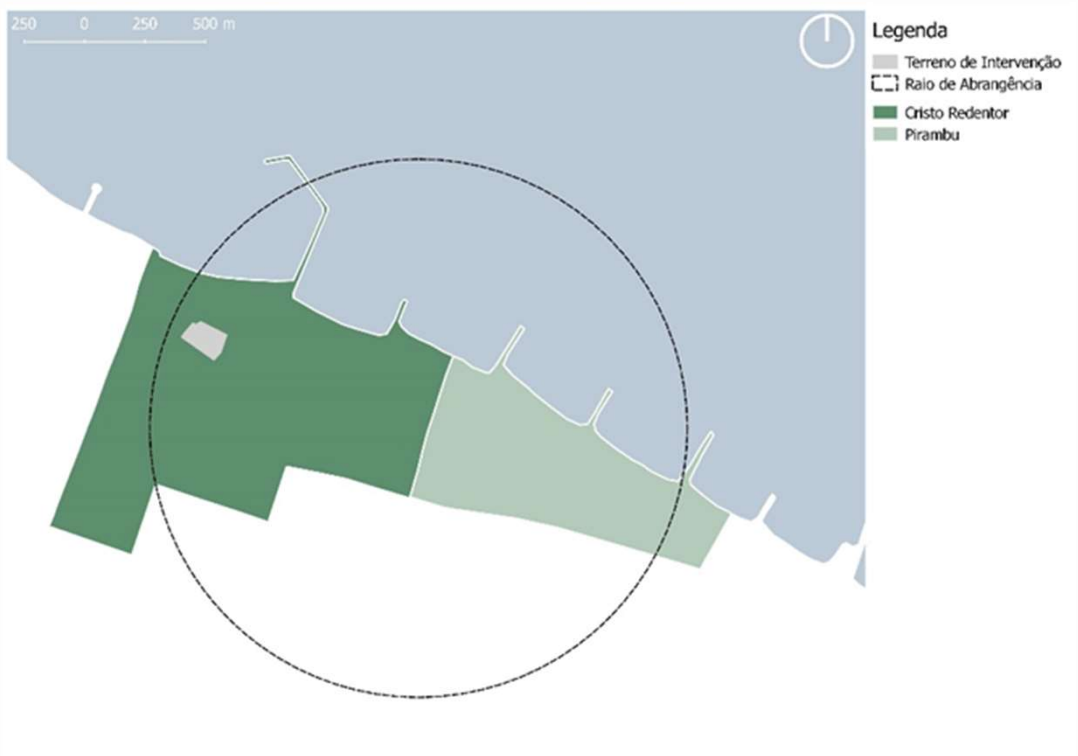 250 0 250 500 m
Legenda
Terreno de Intervenção
Raio de Abrangência
Cristo Redentor
Pirambu